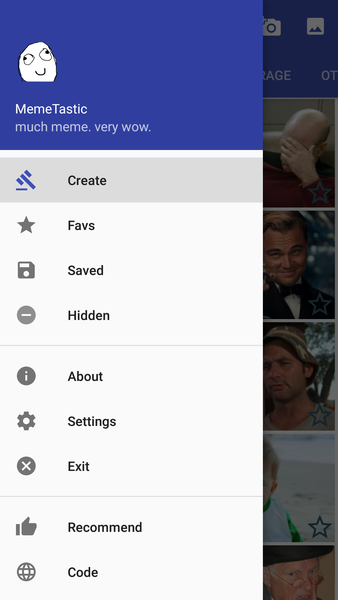 MemeTastic
much meme. very wow.
RAGE
OT
Create
Favs
Saved
Hidden
About
Settings
Exit
Recommend
Code